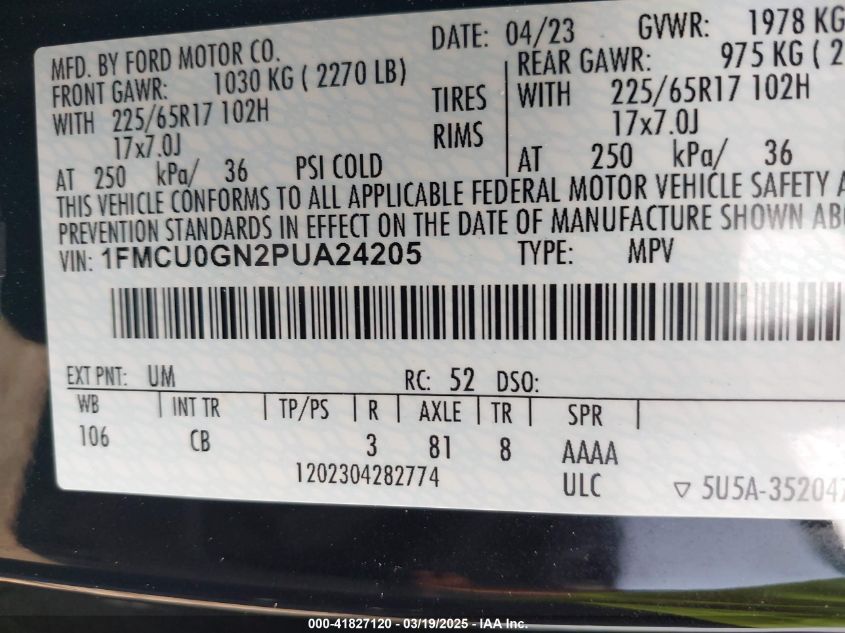 MFD. BY FORD MOTOR CO.
DATE: 04/23 GVWR: 1978 KG
FRONT GAWR: 1030 KG ( 2270 LB)
REAR GAWR: 975 KG ( 2
WITH 225/65R17 102H TIRES WITH 225/65R17 102H
17x7.0J RIMS 17x7.0J
AT 250 kPa/ 36 PSI COLD AT 250 kPa/ 36
THIS VEHICLE CONFORMS TO ALL APPLICABLE FEDERAL MOTOR VEHICLE SAFETY A
PREVENTION STANDARDS IN EFFECT ON THE DATE OF MANUFACTURE SHOWN ABO
VIN: 1FMCU0GN2PUA24205 TYPE: MPV
EXT PNT: UM RC: 52 DSO:
WB INT TR TP/PS R AXLE TR SPR
106 CB 3 81 8 AAAA
1202304282774 ULC ▽ 5U5A-352047
000-41827120 - 03/19/2025 - IAA Inc.